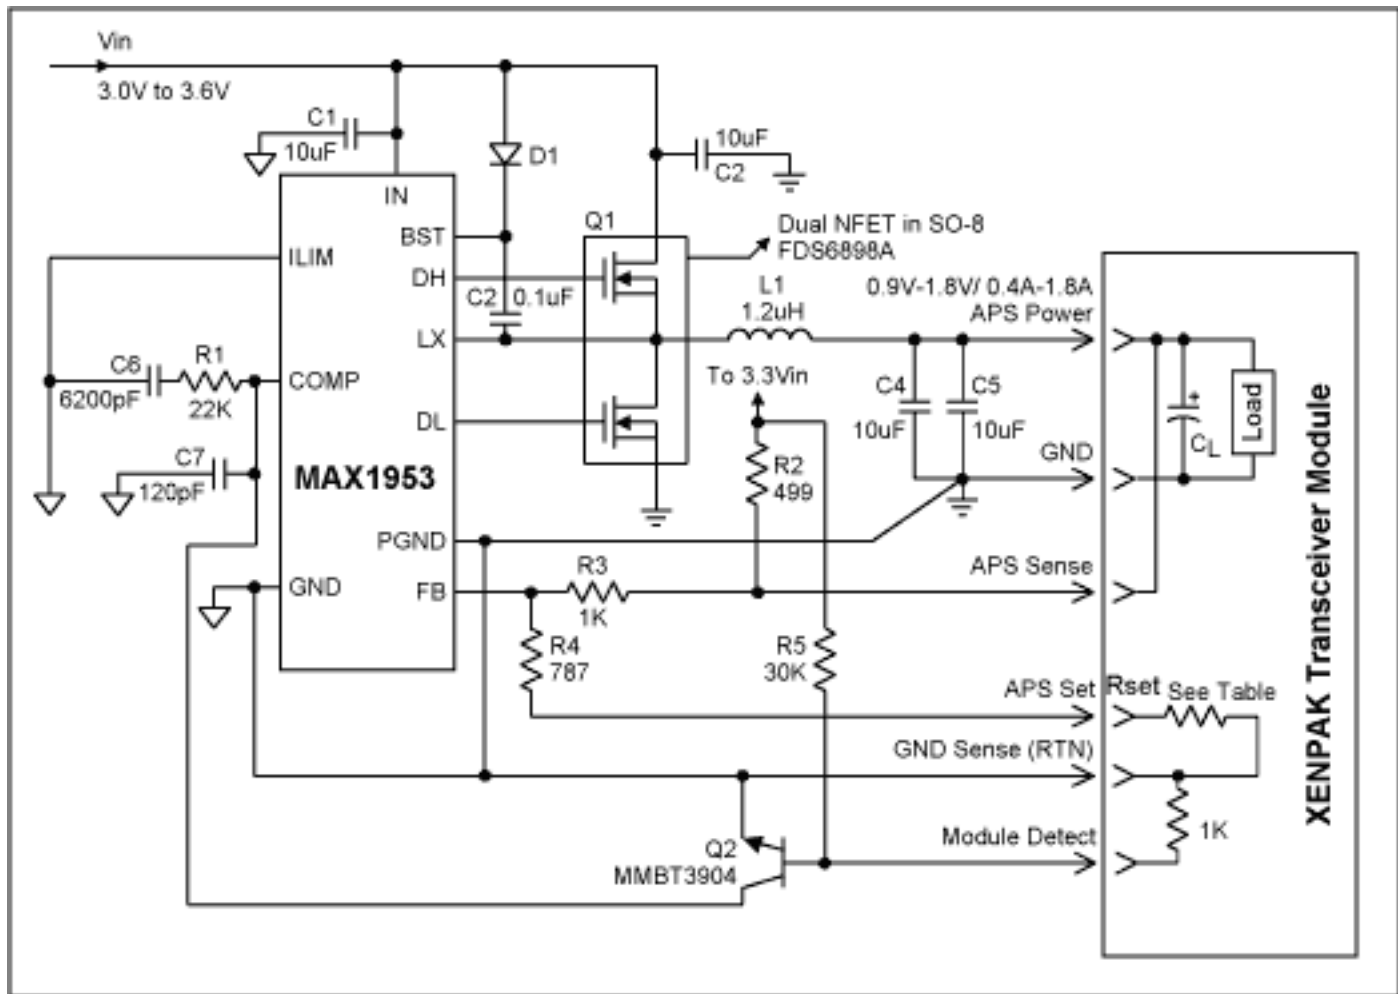 Vin
3.0V to 3.6V
C1
10uF
D1
10uF
C2
IN
Q1
Dual NFET in SO-8
FDS6898A
BST
ILIM
DH
C2 0.1uF
L1
1.2uH
0.9V-1.8V/ 0.4A-1.8A
APS Power
LX
C6
R1
6200pF
22K
COMP
To 3.3Vin
C4
C5
10uF
10uF
CL
Load
DL
GND
C7
120pF
MAX1953
R2
499
XENPAK Transceiver Module
PGND
GND
FB
R3
1K
APS Sense
R4
787
R5
30K
APS Set
Rset
See Table
GND Sense (RTN)
1K
Q2
MMBT3904
Module Detect